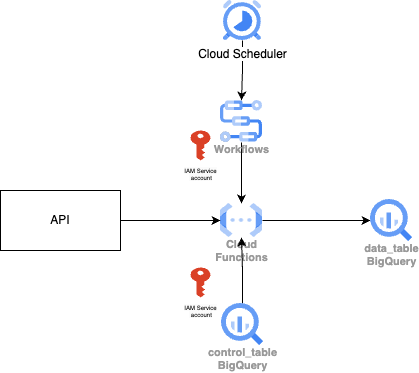 Cloud Scheduler
Workflows
IAM Service
account
API
Cloud
Functions
data_table
BigQuery
IAM Service
account
control_table
BigQuery